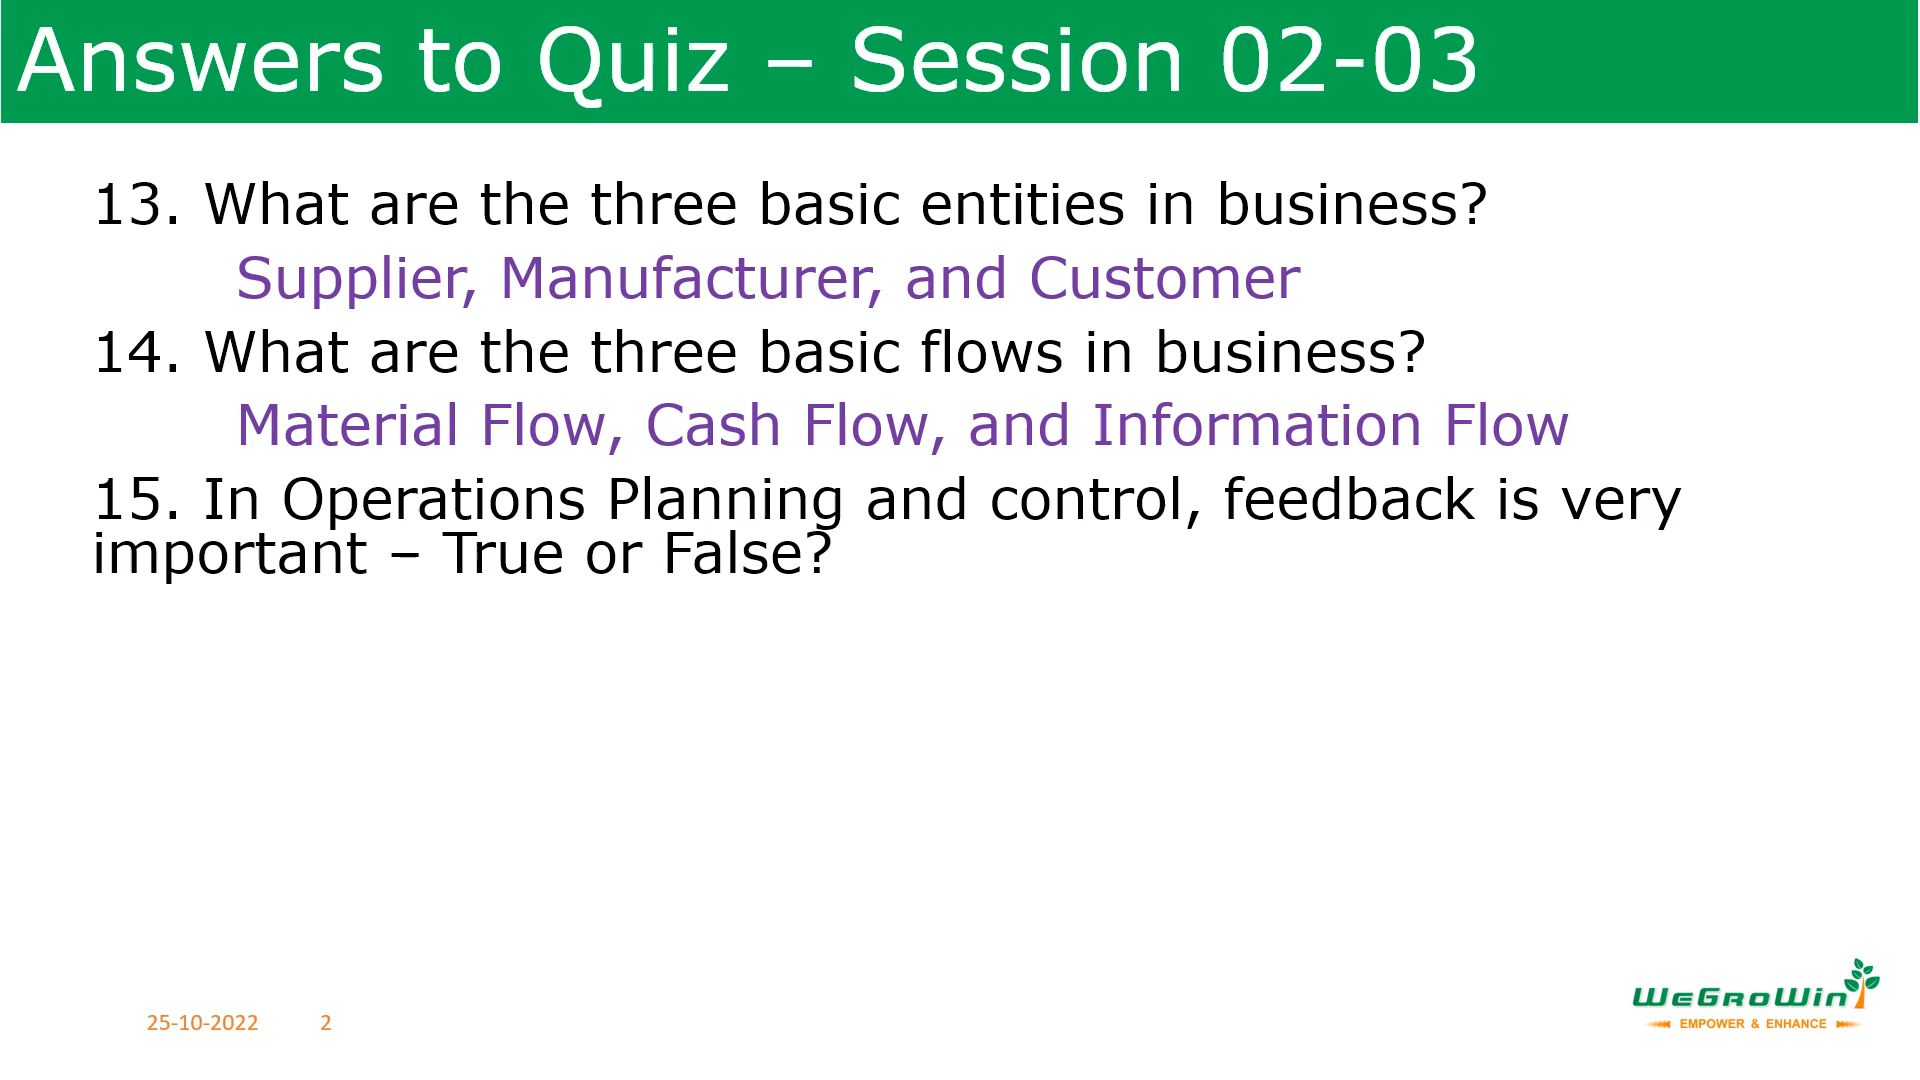 Answers to Quiz – Session 02-03
13. What are the three basic entities in business?
Supplier, Manufacturer, and Customer
14. What are the three basic flows in business?
Material Flow, Cash Flow, and Information Flow
15. In Operations Planning and control, feedback is very
important – True or False?
25-10-2022 2
WeGroWin
EMPOWER & ENHANCE